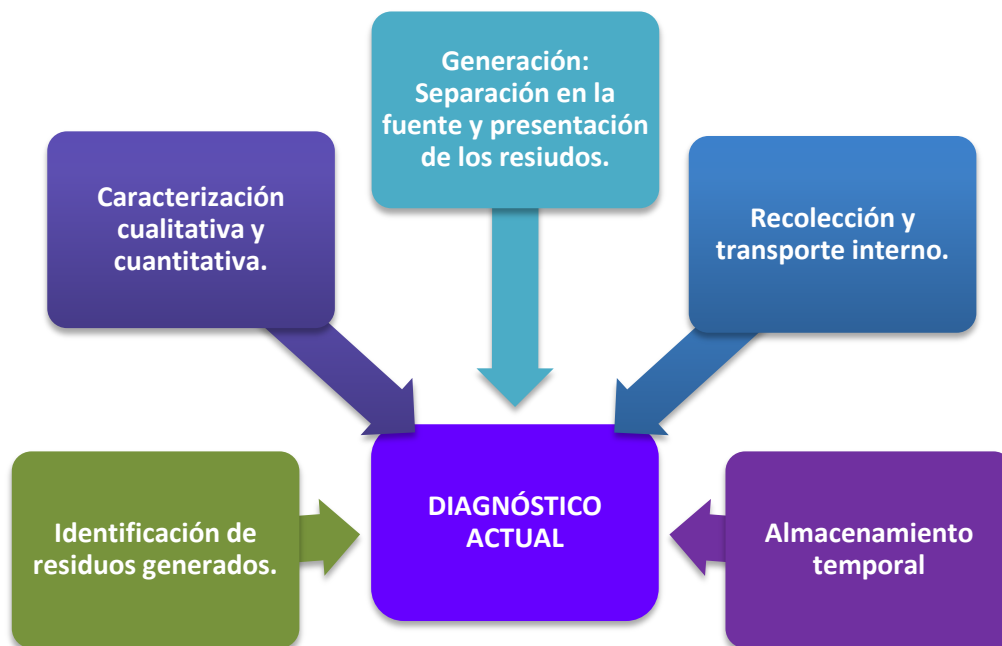 Generación:
Separación en la
fuente y presentación
de los resiudos.
Caracterización
cualitativa y
cuantitativa.
Recolección y
transporte interno.
Identificación de
residuos generados.
DIAGNÓSTICO
ACTUAL
Almacenamiento
temporal